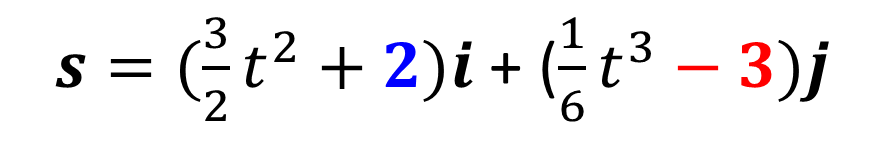 s = (3/2 t² + 2)i + (1/6 t³ − 3)j